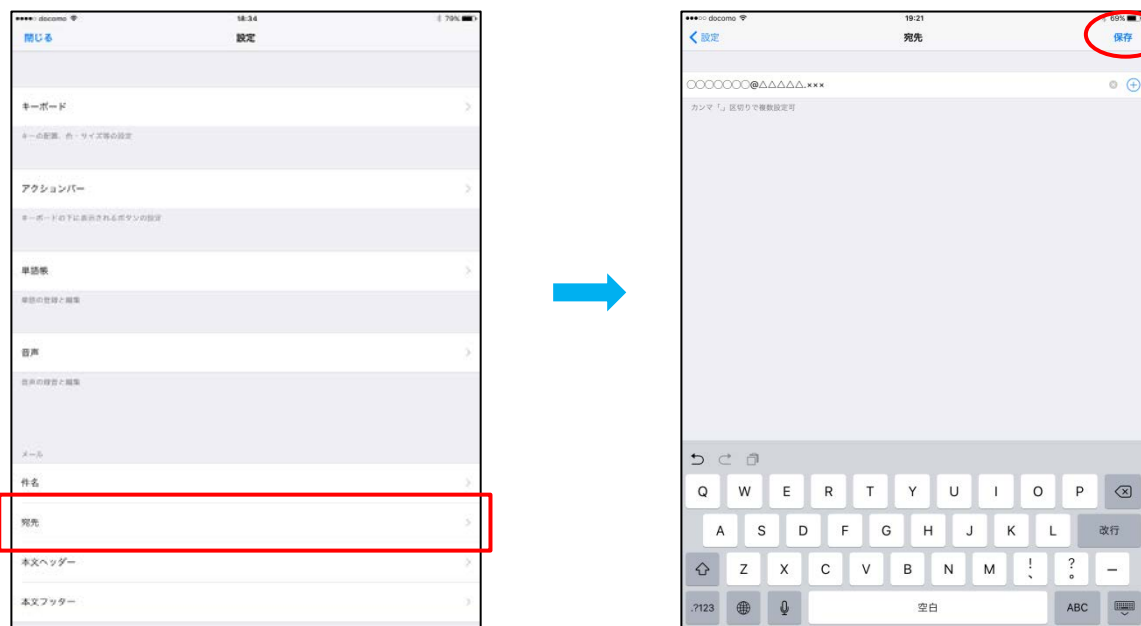 docomo 18:34 79%
閉じる 設定
キーボード
キーの配置、色・サイズ等の設定
アクションバー
キーボードの下に表示されるボタンの設定
単語帳
単語の登録と編集
音声
音声の録音と編集
メール
件名
宛先
本文ヘッダー
本文フッター
docomo 19:21 69%
設定 宛先 保存
○○○○○○○@△△△△△.×××
カンマ「,」区切りで複数設定可
Q W E R T Y U I O P
A S D F G H J K L 改行
Z X C V B N M ! 、 ? 。 ー
.?123 空白 ABC